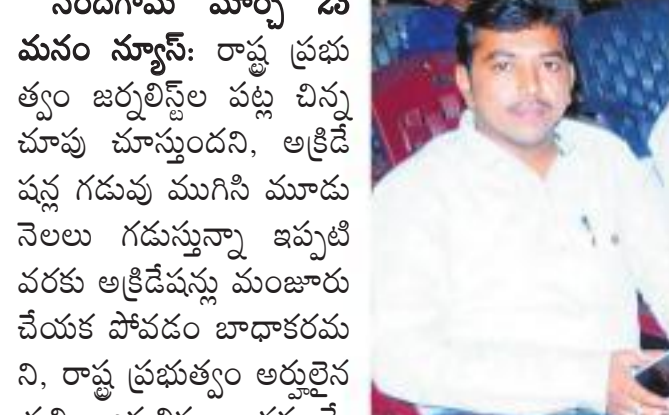 నందిగామ మార్చి 25
మనం న్యూస్: రాష్ట్ర ప్రభు
త్వం జర్నలిస్ట్‌ల పట్ల చిన్న
చూపు చూస్తుందని, అక్రిడే
షన్ల గడువు ముగిసి మూడు
నెలలు గడుస్తున్నా ఇప్పటి
వరకు అక్రిడేషన్లు మంజూరు
చేయక పోవడం బాధాకరమ
ని, రాష్ట్ర ప్రభుత్వం అర్హులైన